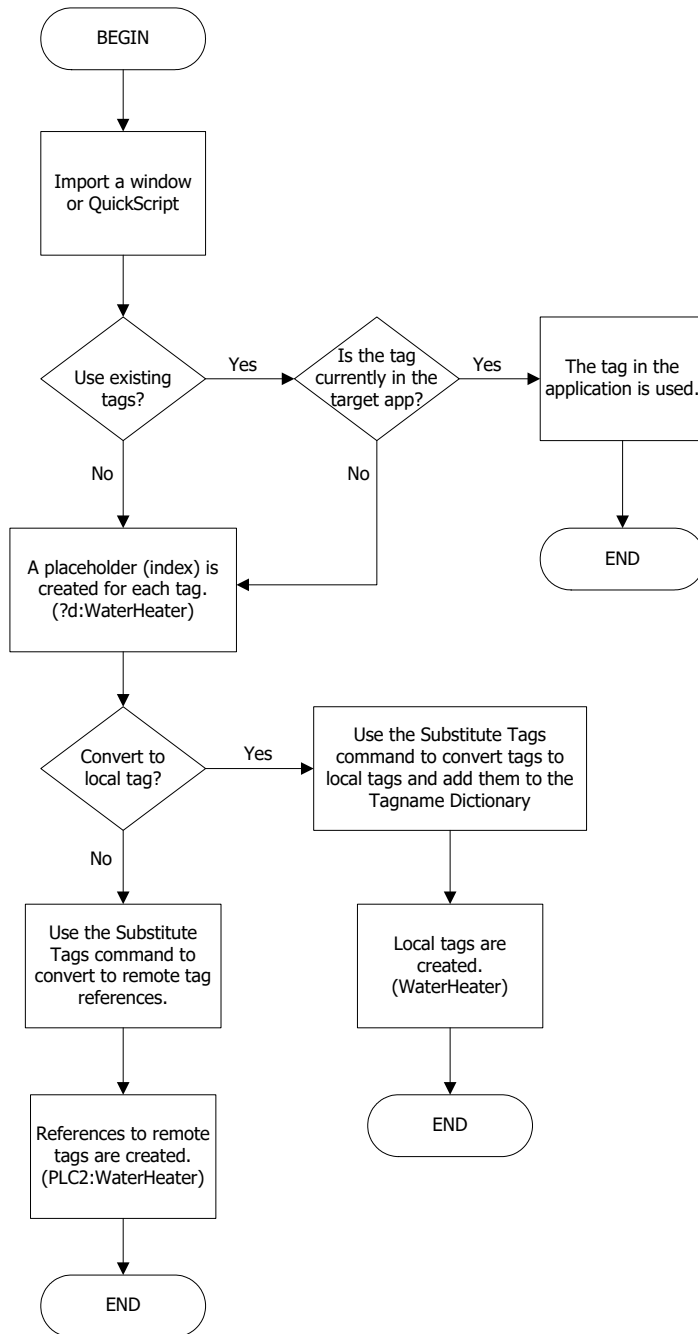 BEGIN
Import a window
or QuickScript
Use existing
tags?
Yes
Is the tag
currently in the
target app?
Yes
The tag in the
application is used.
No
No
END
A placeholder (index) is
created for each tag.
(?d:WaterHeater)
Convert to
local tag?
Yes
Use the Substitute Tags
command to convert tags to
local tags and add them to the
Tagname Dictionary
No
Use the Substitute
Tags command to
convert to remote tag
references.
Local tags are
created.
(WaterHeater)
END
References to remote
tags are created.
(PLC2:WaterHeater)
END